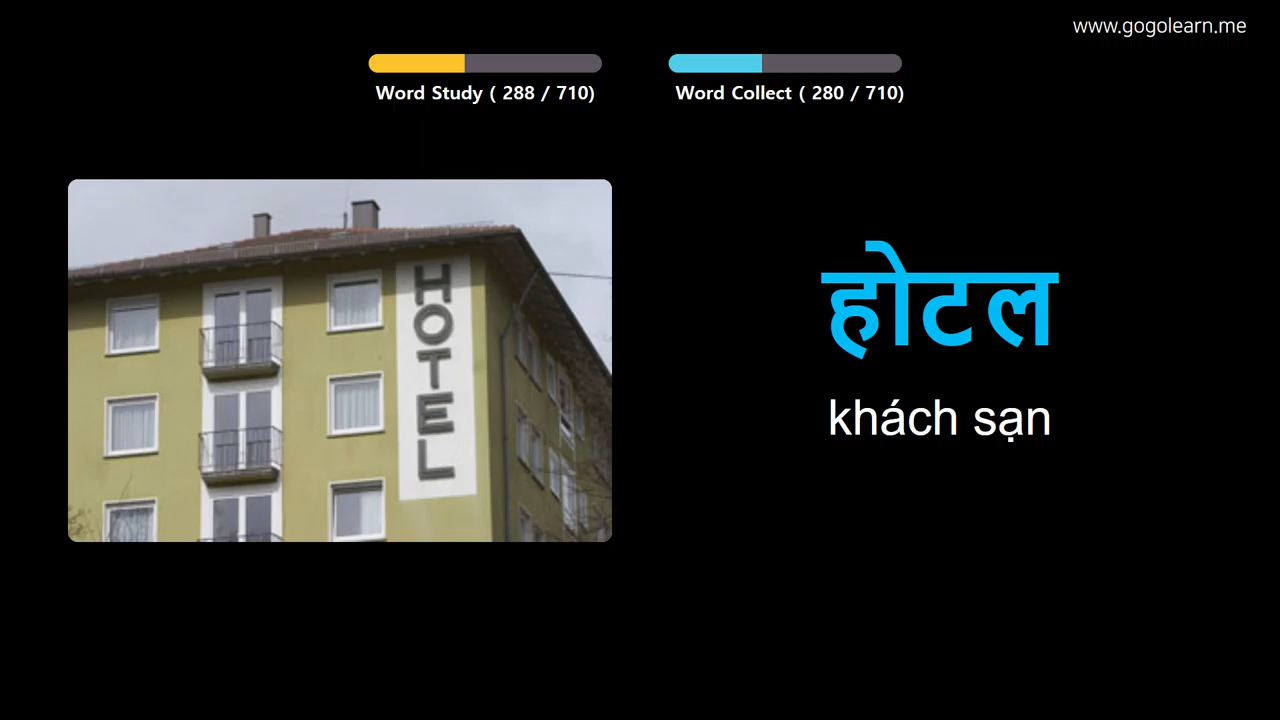 www.gogolearn.me
Word Study ( 288 / 710)
Word Collect ( 280 / 710)
HOTEL
होटल
khách sạn